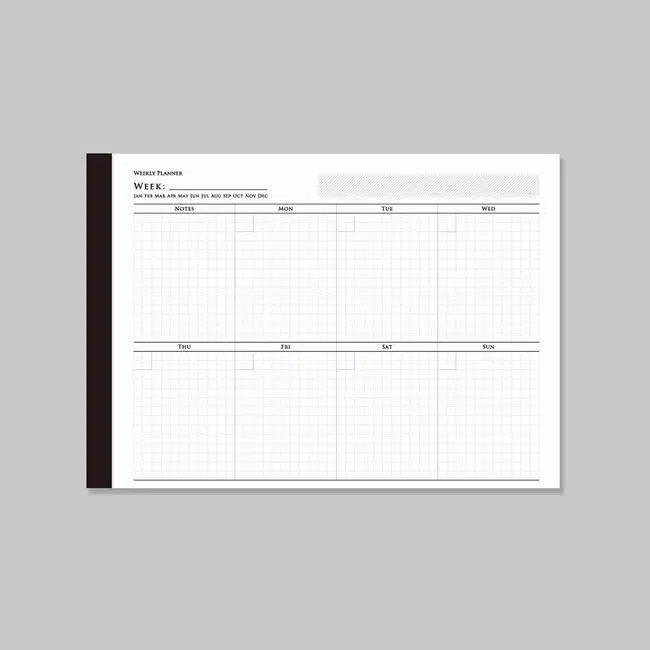 Weekly Planner
Week:
Jan Feb Mar Apr May Jun Jul Aug Sep Oct Nov Dec
Notes Mon Tue Wed
Thu Fri Sat Sun